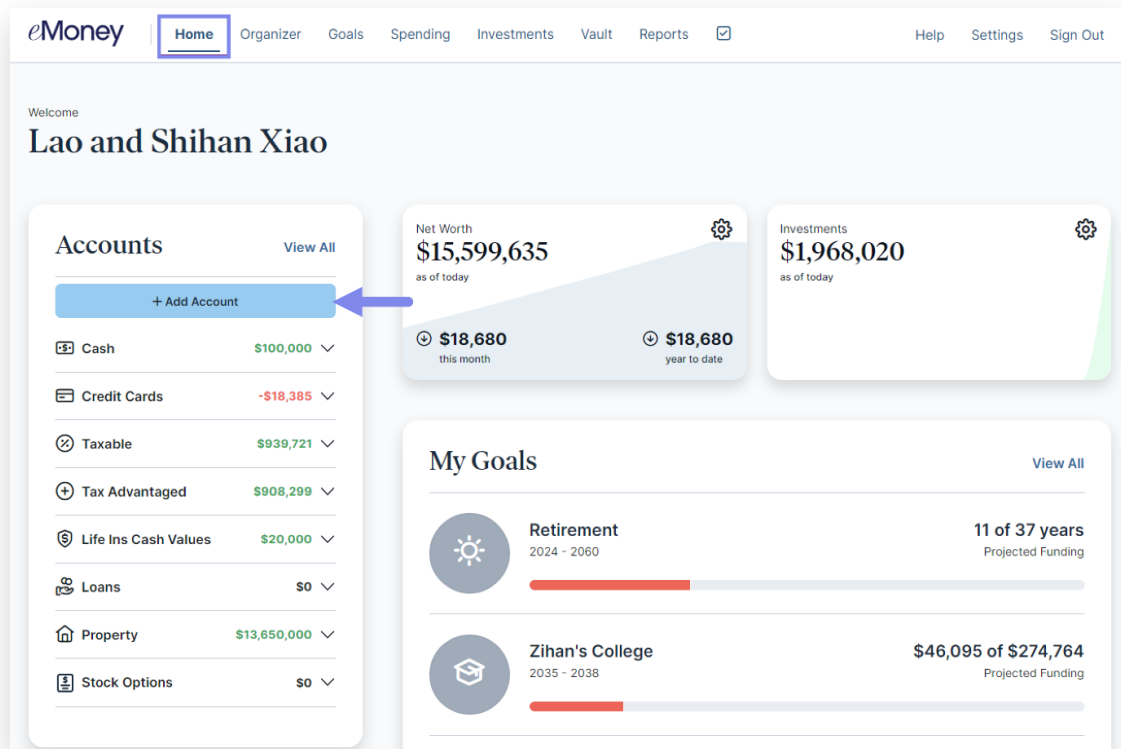 eMoney
Home Organizer Goals Spending Investments Vault Reports Help Settings Sign Out
Welcome
Lao and Shihan Xiao
Accounts View All
+ Add Account
Cash $100,000
Credit Cards -$18,385
Taxable $939,721
Tax Advantaged $908,299
Life Ins Cash Values $20,000
Loans $0
Property $13,650,000
Stock Options $0
Net Worth
$15,599,635
as of today
$18,680 $18,680
this month year to date
Investments
$1,968,020
as of today
My Goals View All
Retirement 11 of 37 years
2024 - 2060 Projected Funding
Zihan's College $46,095 of $274,764
2035 - 2038 Projected Funding